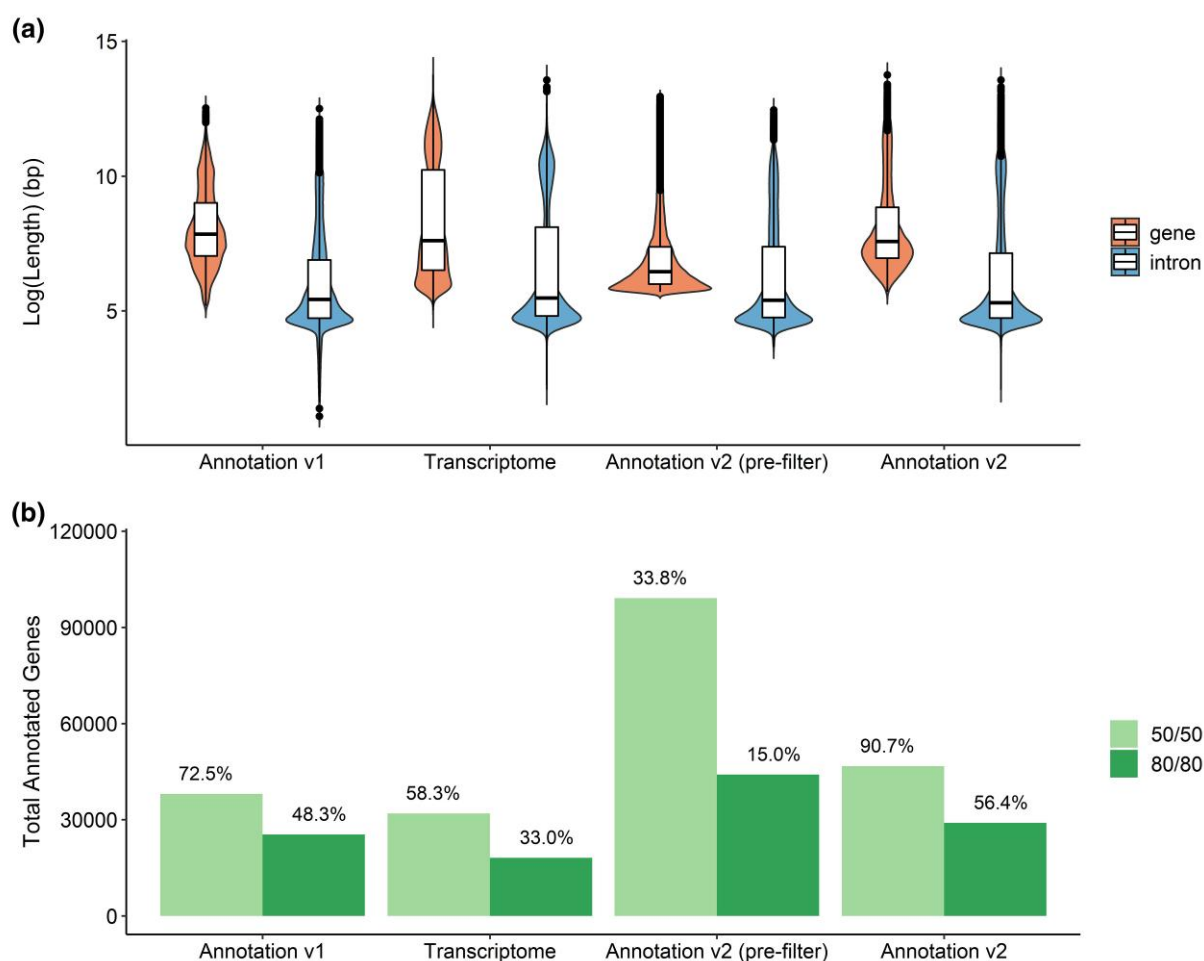 (a)
15
10
5
Log(Length) (bp)
gene
intron
Annotation v1
Transcriptome
Annotation v2 (pre-filter)
Annotation v2
(b)
120000
90000
60000
30000
0
Total Annotated Genes
72.5%
48.3%
58.3%
33.0%
33.8%
15.0%
90.7%
56.4%
50/50
80/80
Annotation v1
Transcriptome
Annotation v2 (pre-filter)
Annotation v2